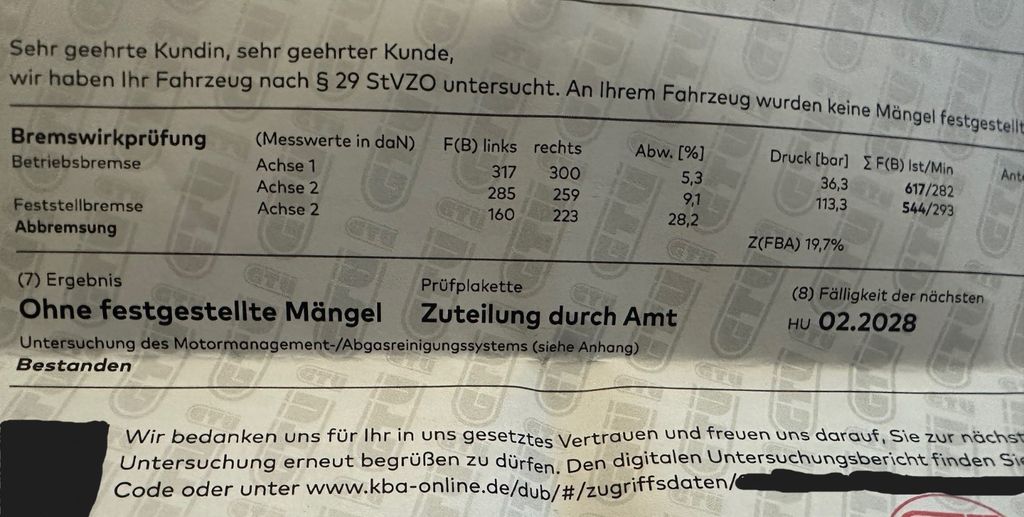 Sehr geehrte Kundin, sehr geehrter Kunde,
wir haben Ihr Fahrzeug nach § 29 StVZO untersucht. An Ihrem Fahrzeug wurden keine Mängel festgestellt
Bremswirkprüfung (Messwerte in daN) F(B) links rechts Abw. [%] Druck [bar] Σ F(B) Ist/Min
Betriebsbremse Achse 1 317 300 5,3 36,3 617/282
Achse 2 285 259 9,1 113,3 544/293
Feststellbremse Achse 2 160 223 28,2
Abbremsung Z(FBA) 19,7%
(7) Ergebnis Prüfplakette (8) Fälligkeit der nächsten
Ohne festgestellte Mängel Zuteilung durch Amt HU 02.2028
Untersuchung des Motormanagement-/Abgasreinigungssystems (siehe Anhang)
Bestanden
Wir bedanken uns für Ihr in uns gesetztes Vertrauen und freuen uns darauf, Sie zur nächst
Untersuchung erneut begrüßen zu dürfen. Den digitalen Untersuchungsbericht finden Sie
Code oder unter www.kba-online.de/dub/#/zugriffsdaten/